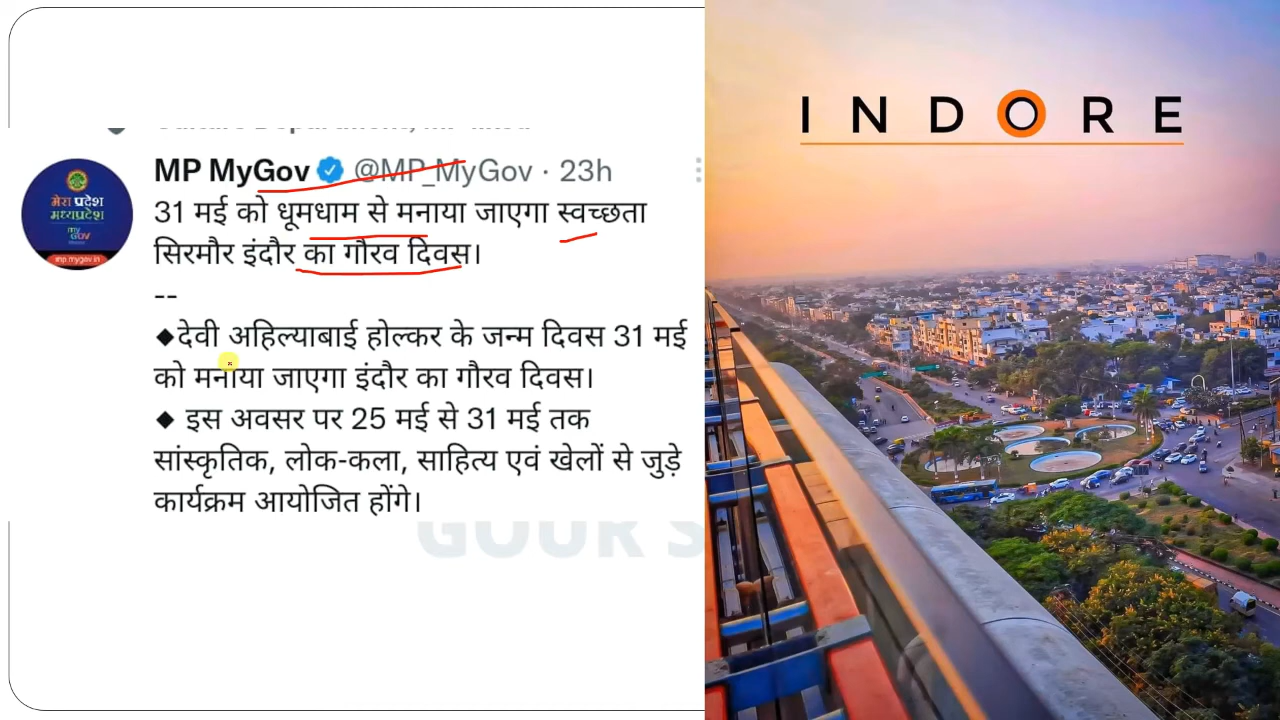 MP MyGov @MP_MyGov · 23h
31 मई को धूमधाम से मनाया जाएगा स्वच्छता
सिरमौर इंदौर का गौरव दिवस।
--
◆देवी अहिल्याबाई होल्कर के जन्म दिवस 31 मई
को मनाया जाएगा इंदौर का गौरव दिवस।
◆ इस अवसर पर 25 मई से 31 मई तक
सांस्कृतिक, लोक-कला, साहित्य एवं खेलों से जुड़े
कार्यक्रम आयोजित होंगे।
मेरा प्रदेश
मध्यप्रदेश
my
GOV
mp.mygov.in
INDORE